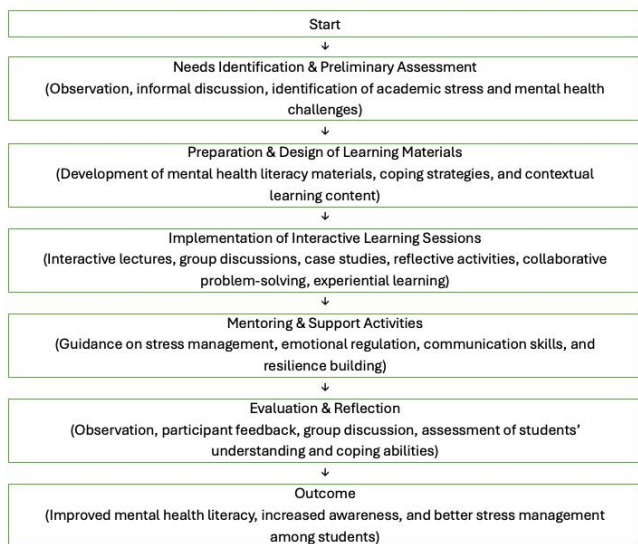 Start
↓
Needs Identification & Preliminary Assessment
(Observation, informal discussion, identification of academic stress and mental health
challenges)
↓
Preparation & Design of Learning Materials
(Development of mental health literacy materials, coping strategies, and contextual
learning content)
↓
Implementation of Interactive Learning Sessions
(Interactive lectures, group discussions, case studies, reflective activities, collaborative
problem-solving, experiential learning)
↓
Mentoring & Support Activities
(Guidance on stress management, emotional regulation, communication skills, and
resilience building)
↓
Evaluation & Reflection
(Observation, participant feedback, group discussion, assessment of students’
understanding and coping abilities)
↓
Outcome
(Improved mental health literacy, increased awareness, and better stress management
among students)